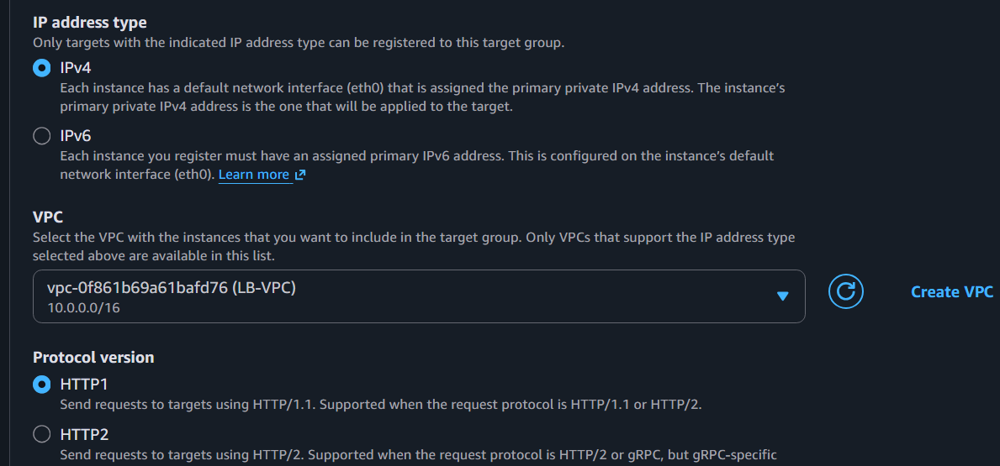 IP address type
Only targets with the indicated IP address type can be registered to this target group.
IPv4
Each instance has a default network interface (eth0) that is assigned the primary private IPv4 address. The instance's
primary private IPv4 address is the one that will be applied to the target.
IPv6
Each instance you register must have an assigned primary IPv6 address. This is configured on the instance's default
network interface (eth0). Learn more
VPC
Select the VPC with the instances that you want to include in the target group. Only VPCs that support the IP address type
selected above are available in this list.
vpc-0f861b69a61bafd76 (LB-VPC)
10.0.0.0/16
Create VPC
Protocol version
HTTP1
Send requests to targets using HTTP/1.1. Supported when the request protocol is HTTP/1.1 or HTTP/2.
HTTP2
Send requests to targets using HTTP/2. Supported when the request protocol is HTTP/2 or gRPC, but gRPC-specific